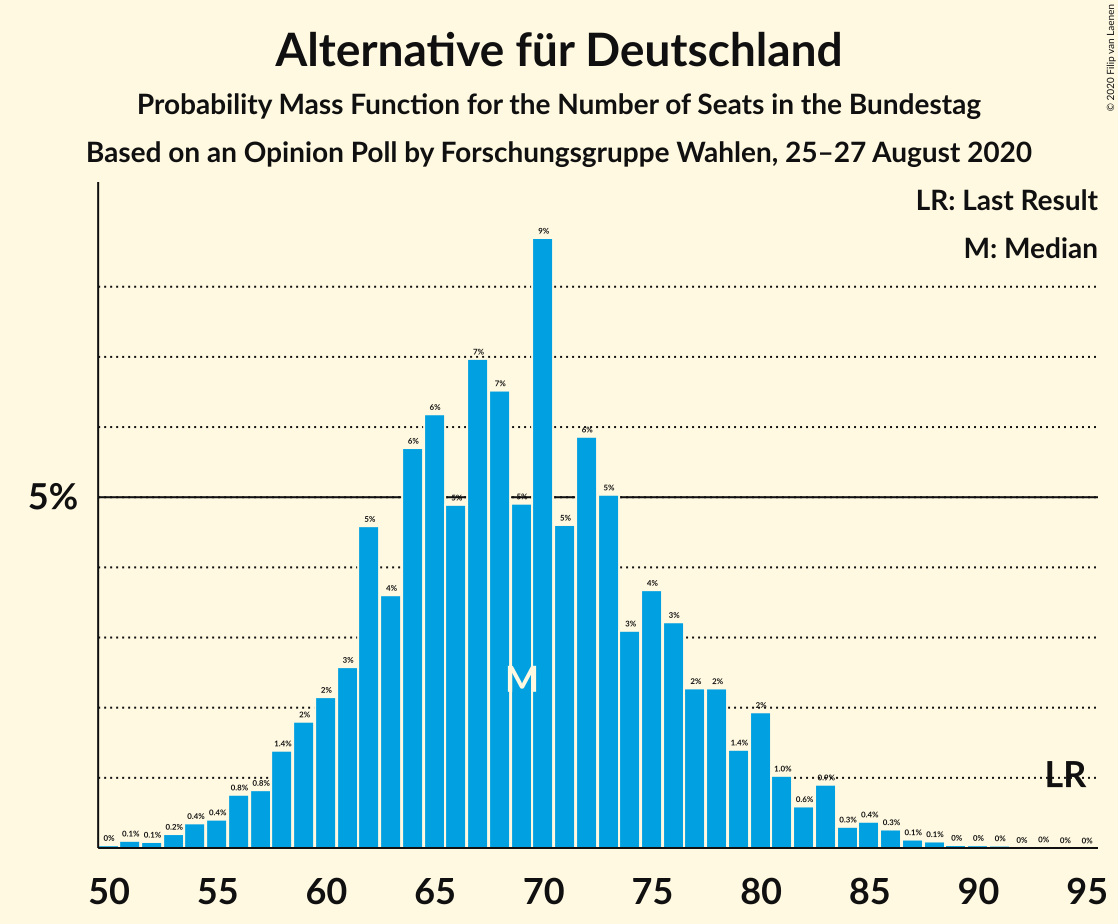 Alternative für Deutschland
Probability Mass Function for the Number of Seats in the Bundestag
Based on an Opinion Poll by Forschungsgruppe Wahlen, 25–27 August 2020
© 2020 Filip van Laenen
LR: Last Result
M: Median
5%
0% 0.1% 0.1% 0.2% 0.4% 0.4% 0.8% 0.8% 1.4% 2% 2% 3% 5% 4% 6% 6% 5% 7% 7% 5% 9% 5% 6% 5% 3% 4% 3% 2% 2% 1.4% 2% 1.0% 0.6% 0.9% 0.3% 0.4% 0.3% 0.1% 0.1% 0% 0% 0% 0% 0% 0% 0%
M
LR
50 55 60 65 70 75 80 85 90 95